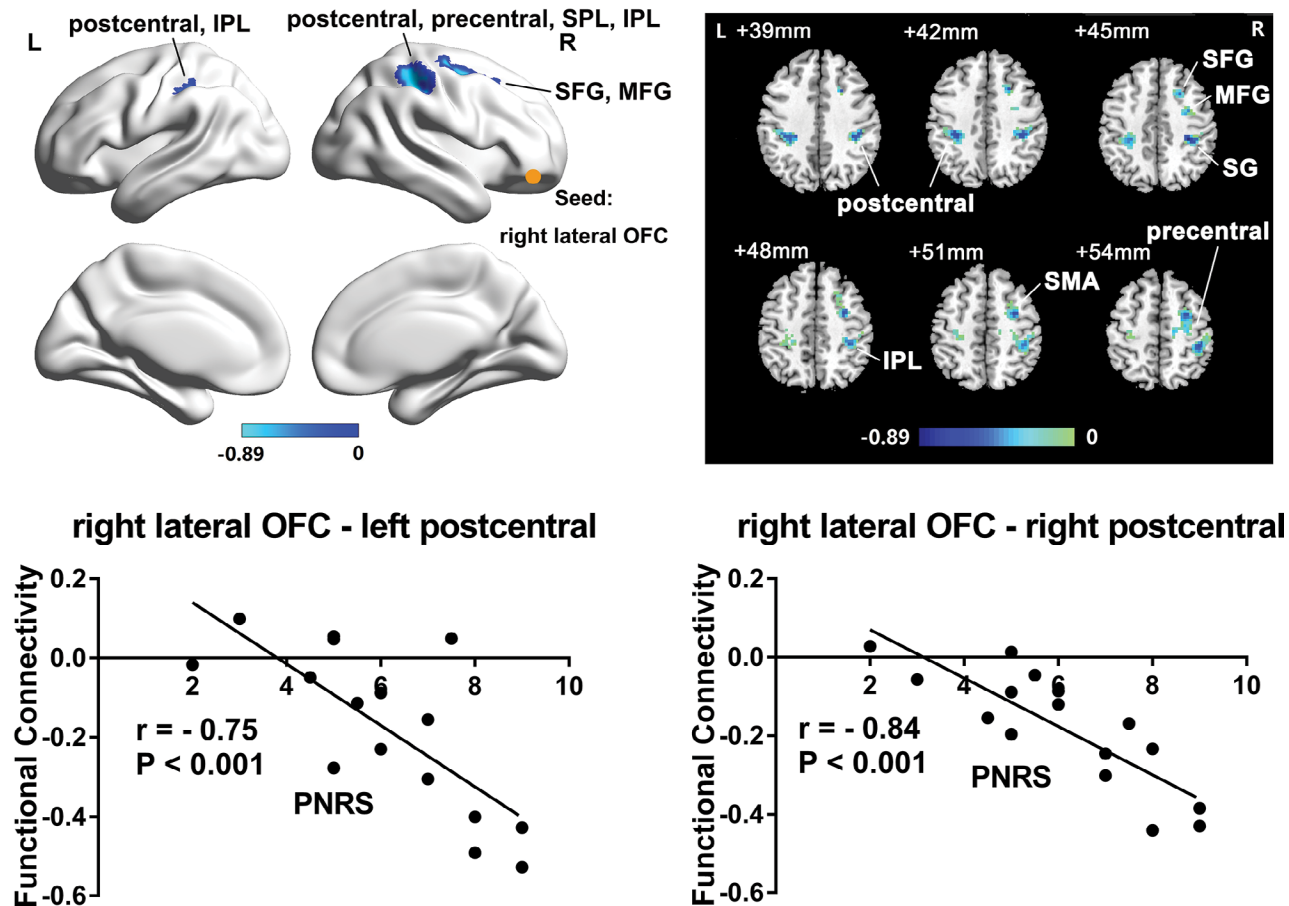 postcentral, IPL
L
postcentral, precentral, SPL, IPL
R
SFG, MFG
Seed:
right lateral OFC
-0.89
0
L
+39mm
+42mm
+45mm
R
SFG
MFG
SG
postcentral
+48mm
+51mm
+54mm
precentral
SMA
IPL
-0.89
0
right lateral OFC - left postcentral
Functional Connectivity
0.2
0.0
-0.2
-0.4
-0.6
2
4
6
8
10
r = - 0.75
P < 0.001
PNRS
right lateral OFC - right postcentral
Functional Connectivity
0.2
0.0
-0.2
-0.4
-0.6
2
4
6
8
10
r = - 0.84
P < 0.001
PNRS